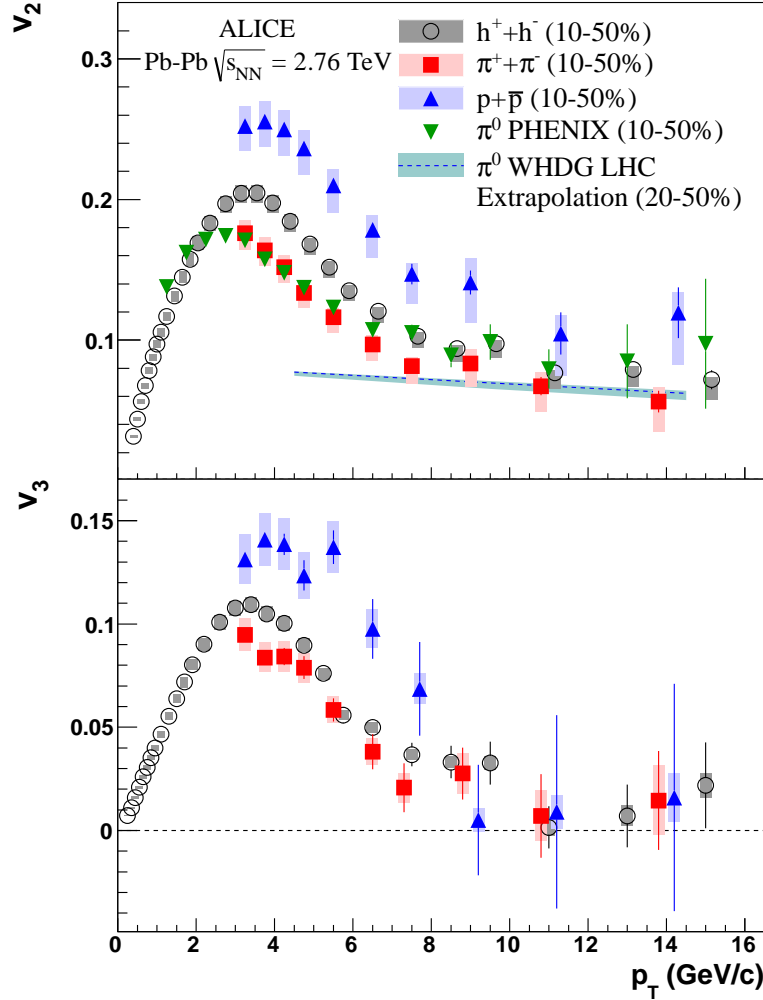 v₂
ALICE
Pb-Pb √s_NN = 2.76 TeV
h⁺+h⁻ (10-50%)
π⁺+π⁻ (10-50%)
p+p̅ (10-50%)
π⁰ PHENIX (10-50%)
π⁰ WHDG LHC
Extrapolation (20-50%)
0.3
0.2
0.1
v₃
0.15
0.1
0.05
0
0 2 4 6 8 10 12 14 16
p_T (GeV/c)